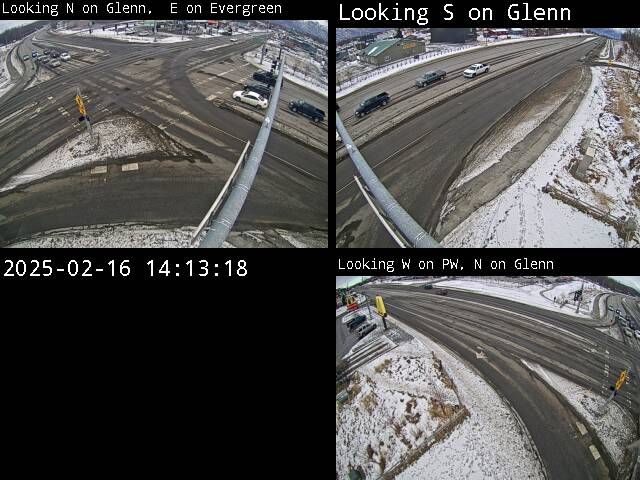 Looking N on Glenn,  E on Evergreen
Looking S on Glenn
2025-02-16 14:13:18
Looking W on PW, N on Glenn